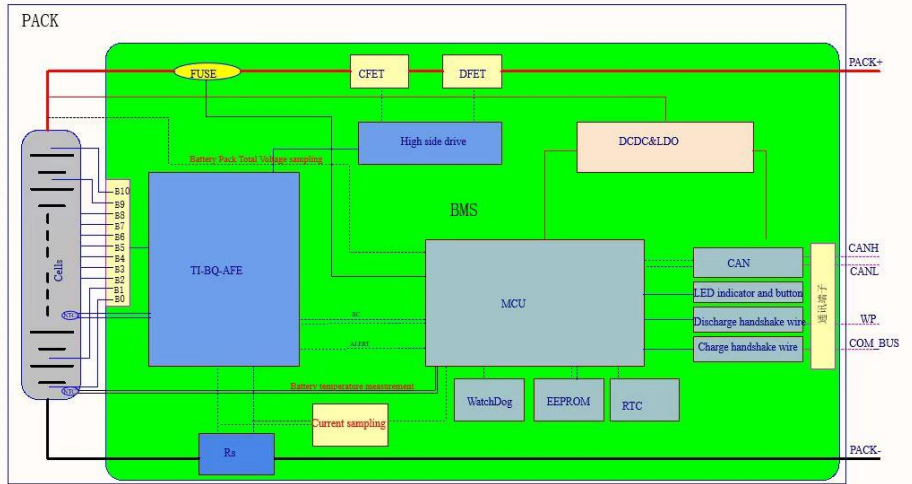 PACK
PACK+
FUSE
CFET
DFET
High side drive
DCDC&LDO
Battery Pack Total Voltage sampling
BMS
B10
B9
B8
B7
B6
B5
B4
B3
B2
B1
B0
Cells
TI-BQ-AFE
MCU
CAN
CANH
CANL
LED indicator and button
Discharge handshake wire
WP
Charge handshake wire
COM_BUS
通讯端子
NTC
IIC
ALERT
NTC
Battery temperature measurement
WatchDog
EEPROM
RTC
Current sampling
Rs
PACK-